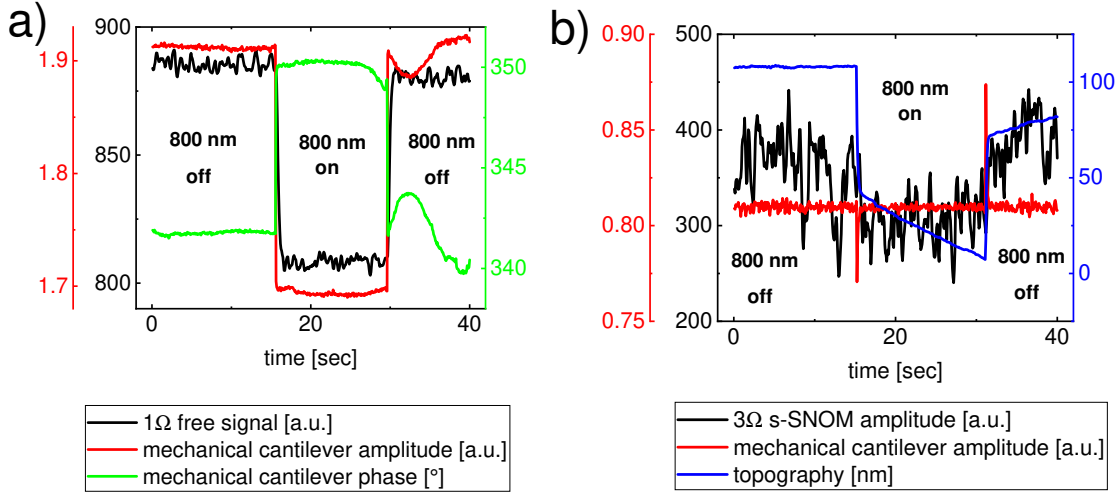 a)
900
850
800
1.9
1.8
1.7
350
345
340
800 nm
off
800 nm
on
800 nm
off
0
20
40
time [sec]
1Ω free signal [a.u.]
mechanical cantilever amplitude [a.u.]
mechanical cantilever phase [°]
b)
0.90
0.85
0.80
0.75
500
400
300
200
100
50
0
800 nm
on
800 nm
off
800 nm
off
0
20
40
time [sec]
3Ω s-SNOM amplitude [a.u.]
mechanical cantilever amplitude [a.u.]
topography [nm]